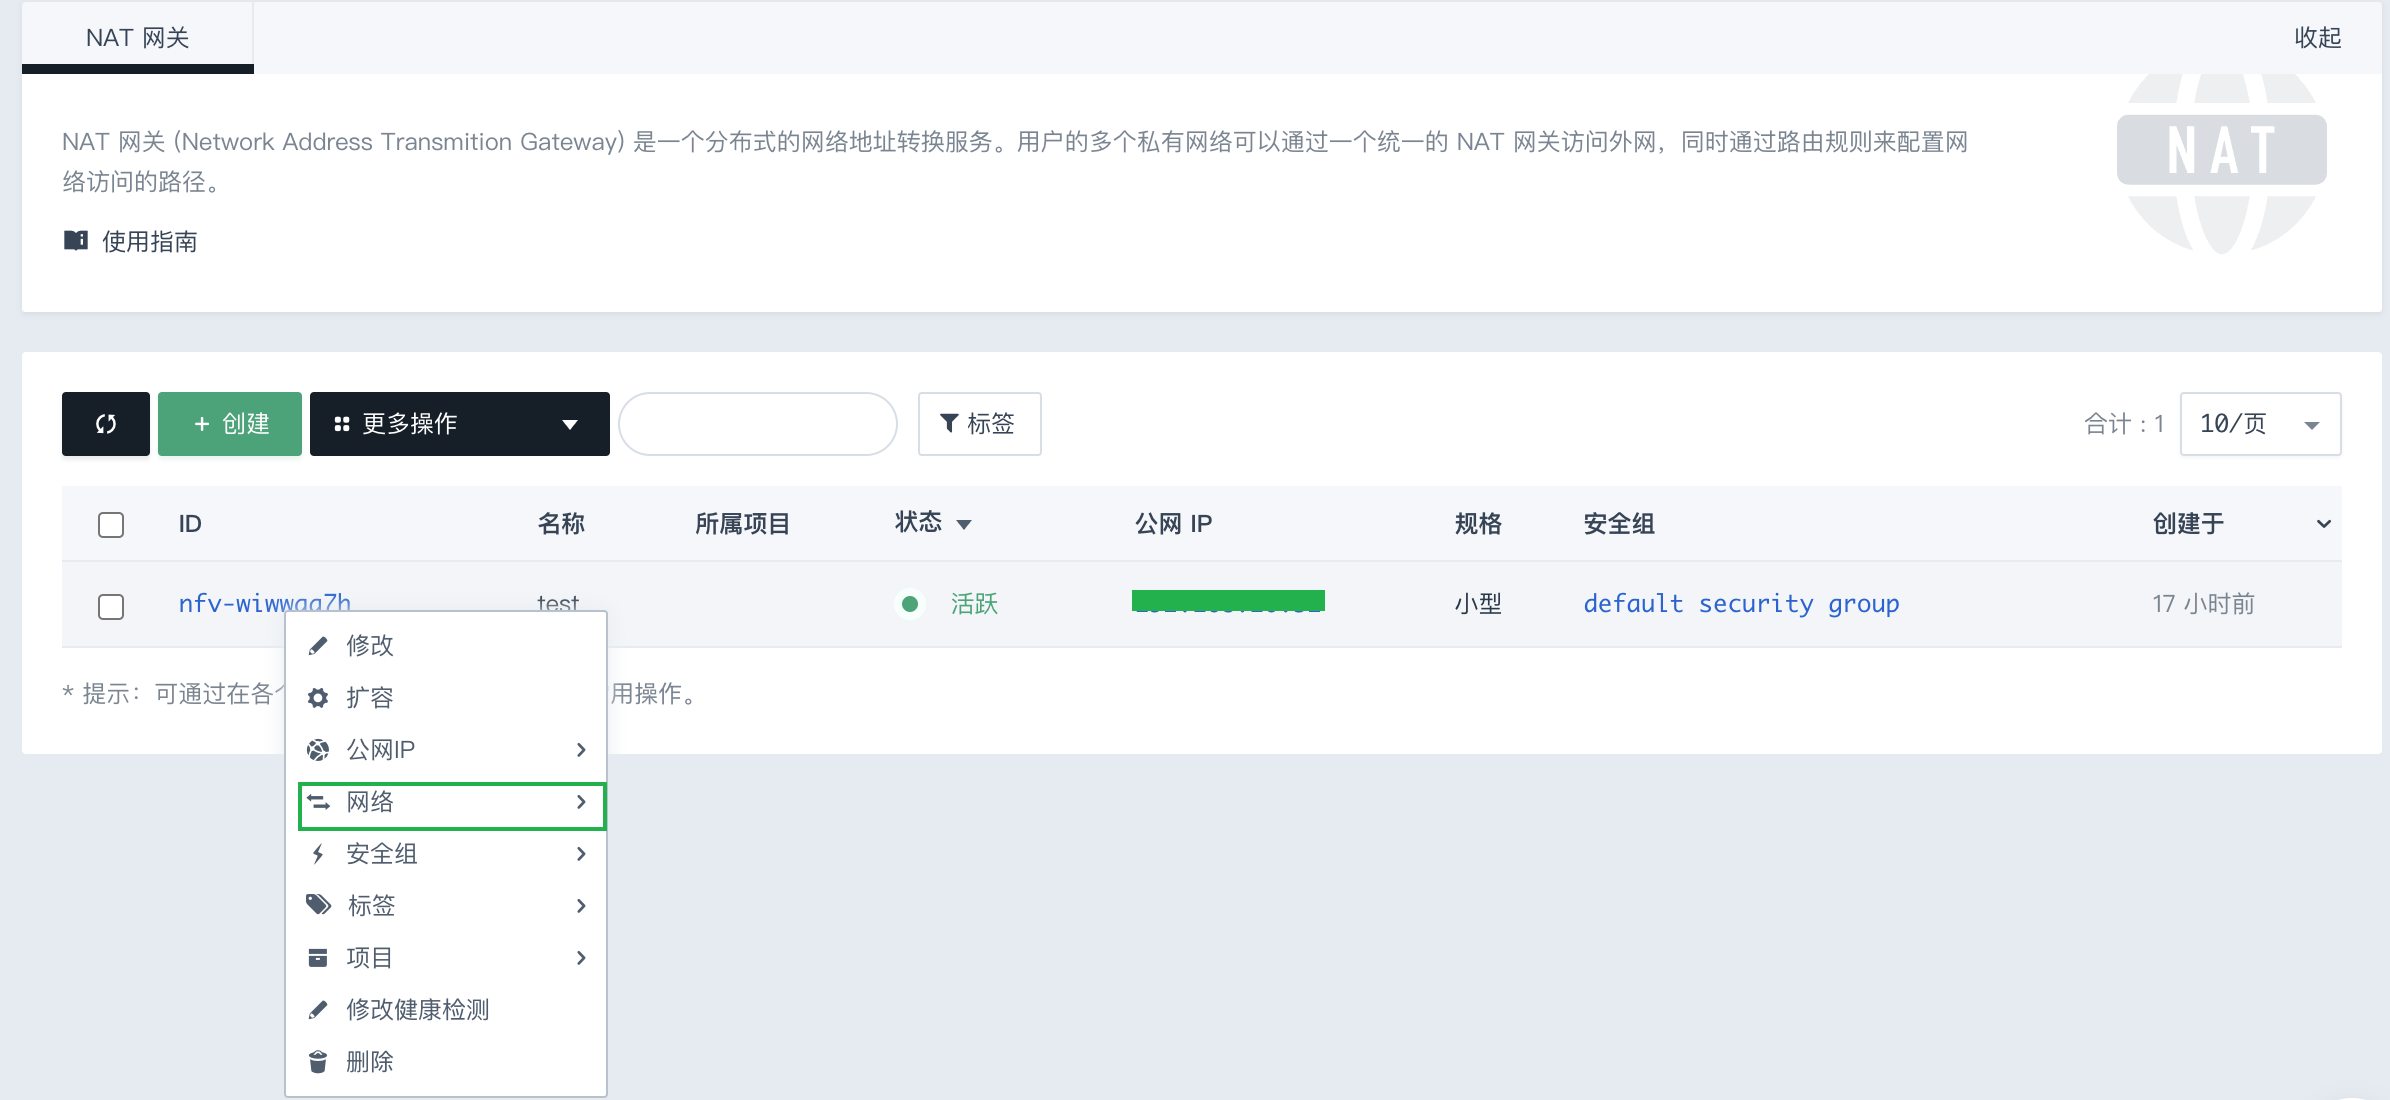 NAT 网关
收起
NAT 网关 (Network Address Transmition Gateway) 是一个分布式的网络地址转换服务。用户的多个私有网络可以通过一个统一的 NAT 网关访问外网，同时通过路由规则来配置网
络访问的路径。
NAT
使用指南
+ 创建
更多操作
标签
合计 : 1
10/页
ID 名称 所属项目 状态 公网 IP 规格 安全组 创建于
test 活跃 小型 default security group 17 小时前
* 提示：可通过在各
用操作。
修改
扩容
公网IP
网络
安全组
标签
项目
修改健康检测
删除